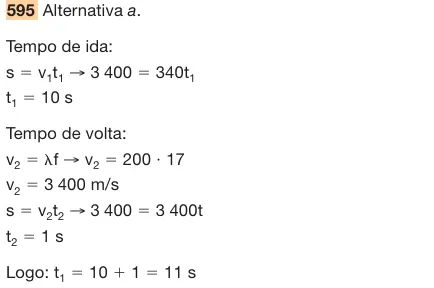 595 Alternativa a.
Tempo de ida:
s = v₁t₁ → 3 400 = 340t₁
t₁ = 10 s
Tempo de volta:
v₂ = λf → v₂ = 200 · 17
v₂ = 3 400 m/s
s = v₂t₂ → 3 400 = 3 400t
t₂ = 1 s
Logo: t₁ = 10 + 1 = 11 s